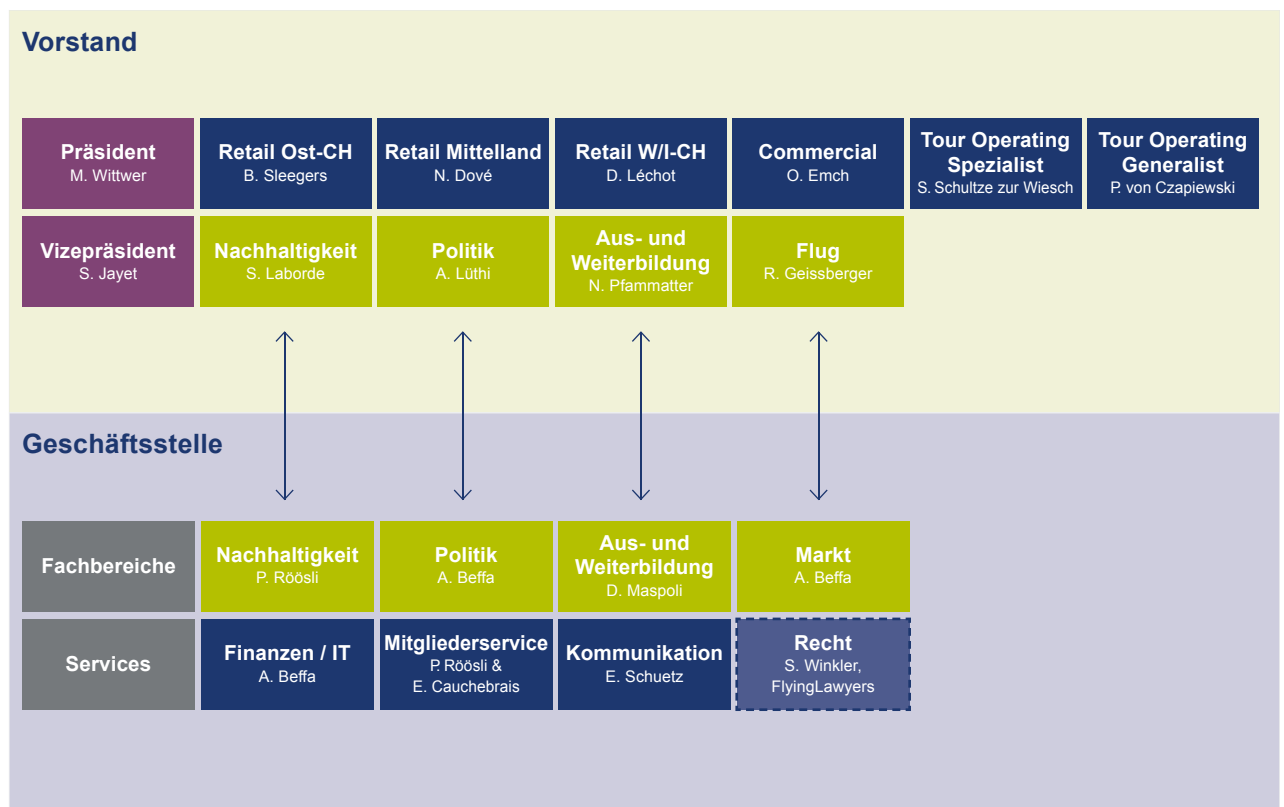 Vorstand
Präsident
M. Wittwer
Retail Ost-CH
B. Sleegers
Retail Mittelland
N. Dové
Retail W/I-CH
D. Léchot
Commercial
O. Emch
Tour Operating
Spezialist
S. Schultze zur Wiesch
Tour Operating
Generalist
P. von Czapiewski
Vizepräsident
S. Jayet
Nachhaltigkeit
S. Laborde
Politik
A. Lüthi
Aus- und
Weiterbildung
N. Pfammatter
Flug
R. Geissberger
Geschäftsstelle
Fachbereiche
Nachhaltigkeit
P. Röösli
Politik
A. Beffa
Aus- und
Weiterbildung
D. Maspoli
Markt
A. Beffa
Services
Finanzen / IT
A. Beffa
Mitgliederservice
P. Röösli &
E. Cauchebrais
Kommunikation
E. Schuetz
Recht
S. Winkler,
FlyingLawyers